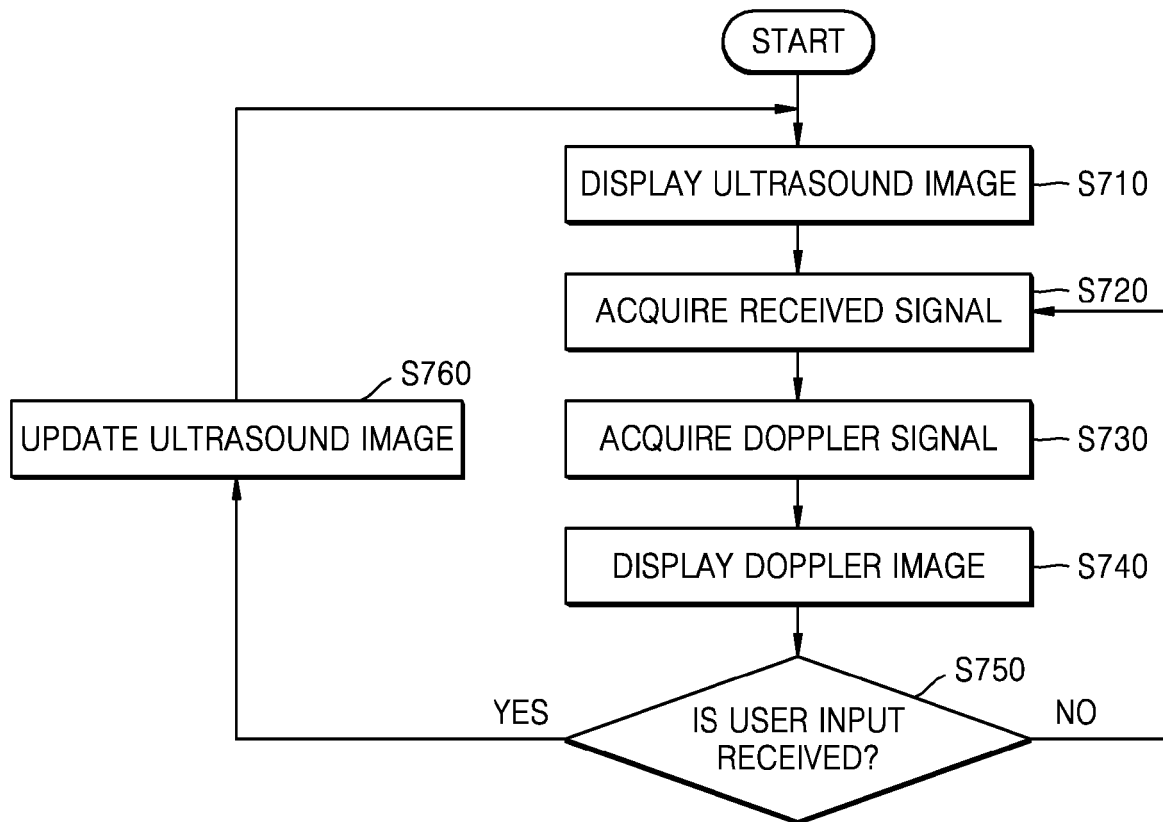 START
DISPLAY ULTRASOUND IMAGE
S710
ACQUIRE RECEIVED SIGNAL
S720
S760
UPDATE ULTRASOUND IMAGE
ACQUIRE DOPPLER SIGNAL
S730
DISPLAY DOPPLER IMAGE
S740
S750
YES
IS USER INPUT
RECEIVED?
NO